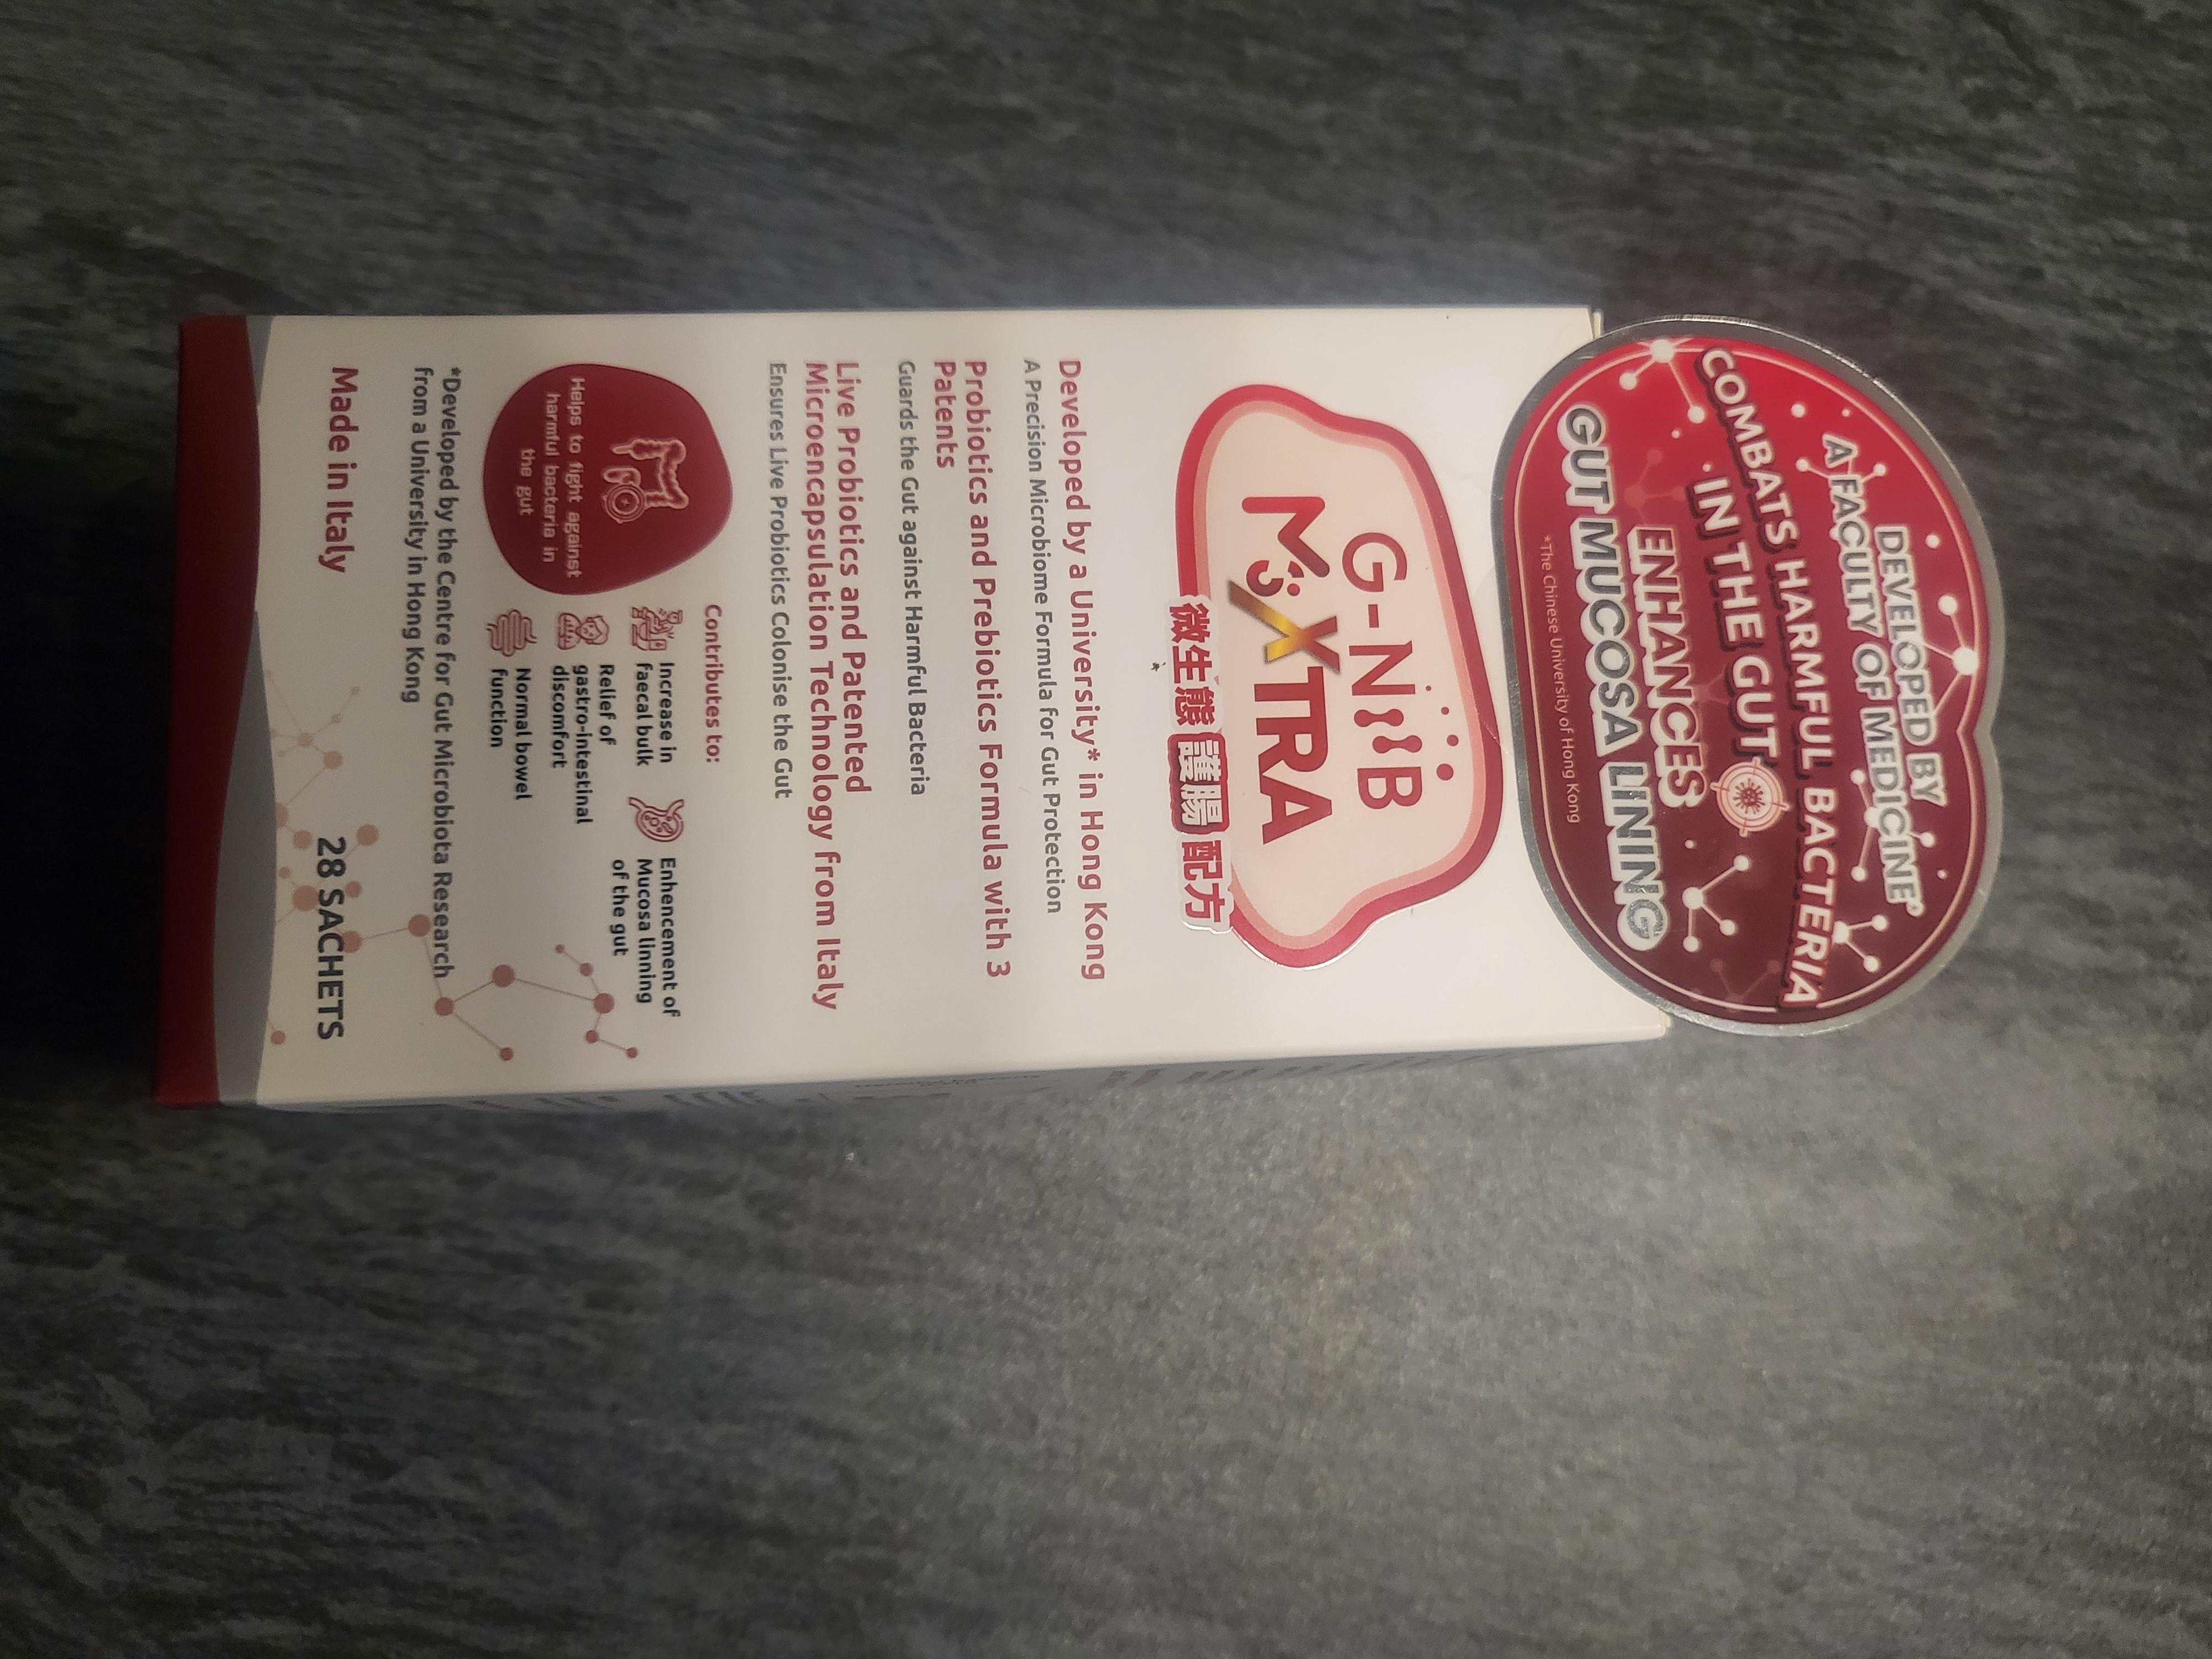 DEVELOPED BY
A FACULTY OF MEDICINE*
COMBATS HARMFUL BACTERIA
IN THE GUT
ENHANCES
GUT MUCOSA LINING
*The Chinese University of Hong Kong
G-NiiB
MyXTRA
微生態 護腸 配方
Developed by a University* in Hong Kong
A Precision Microbiome Formula for Gut Protection
Probiotics and Prebiotics Formula with 3
Patents
Guards the Gut against Harmful Bacteria
Live Probiotics and Patented
Microencapsulation Technology from Italy
Ensures Live Probiotics Colonise the Gut
Helps to fight against
harmful bacteria in
the gut
Contributes to:
Increase in
faecal bulk
Relief of
gastro-intestinal
discomfort
Normal bowel
function
Enhencement of
Mucosa linning
of the gut
*Developed by the Centre for Gut Microbiota Research
from a University in Hong Kong
Made in Italy
28 SACHETS